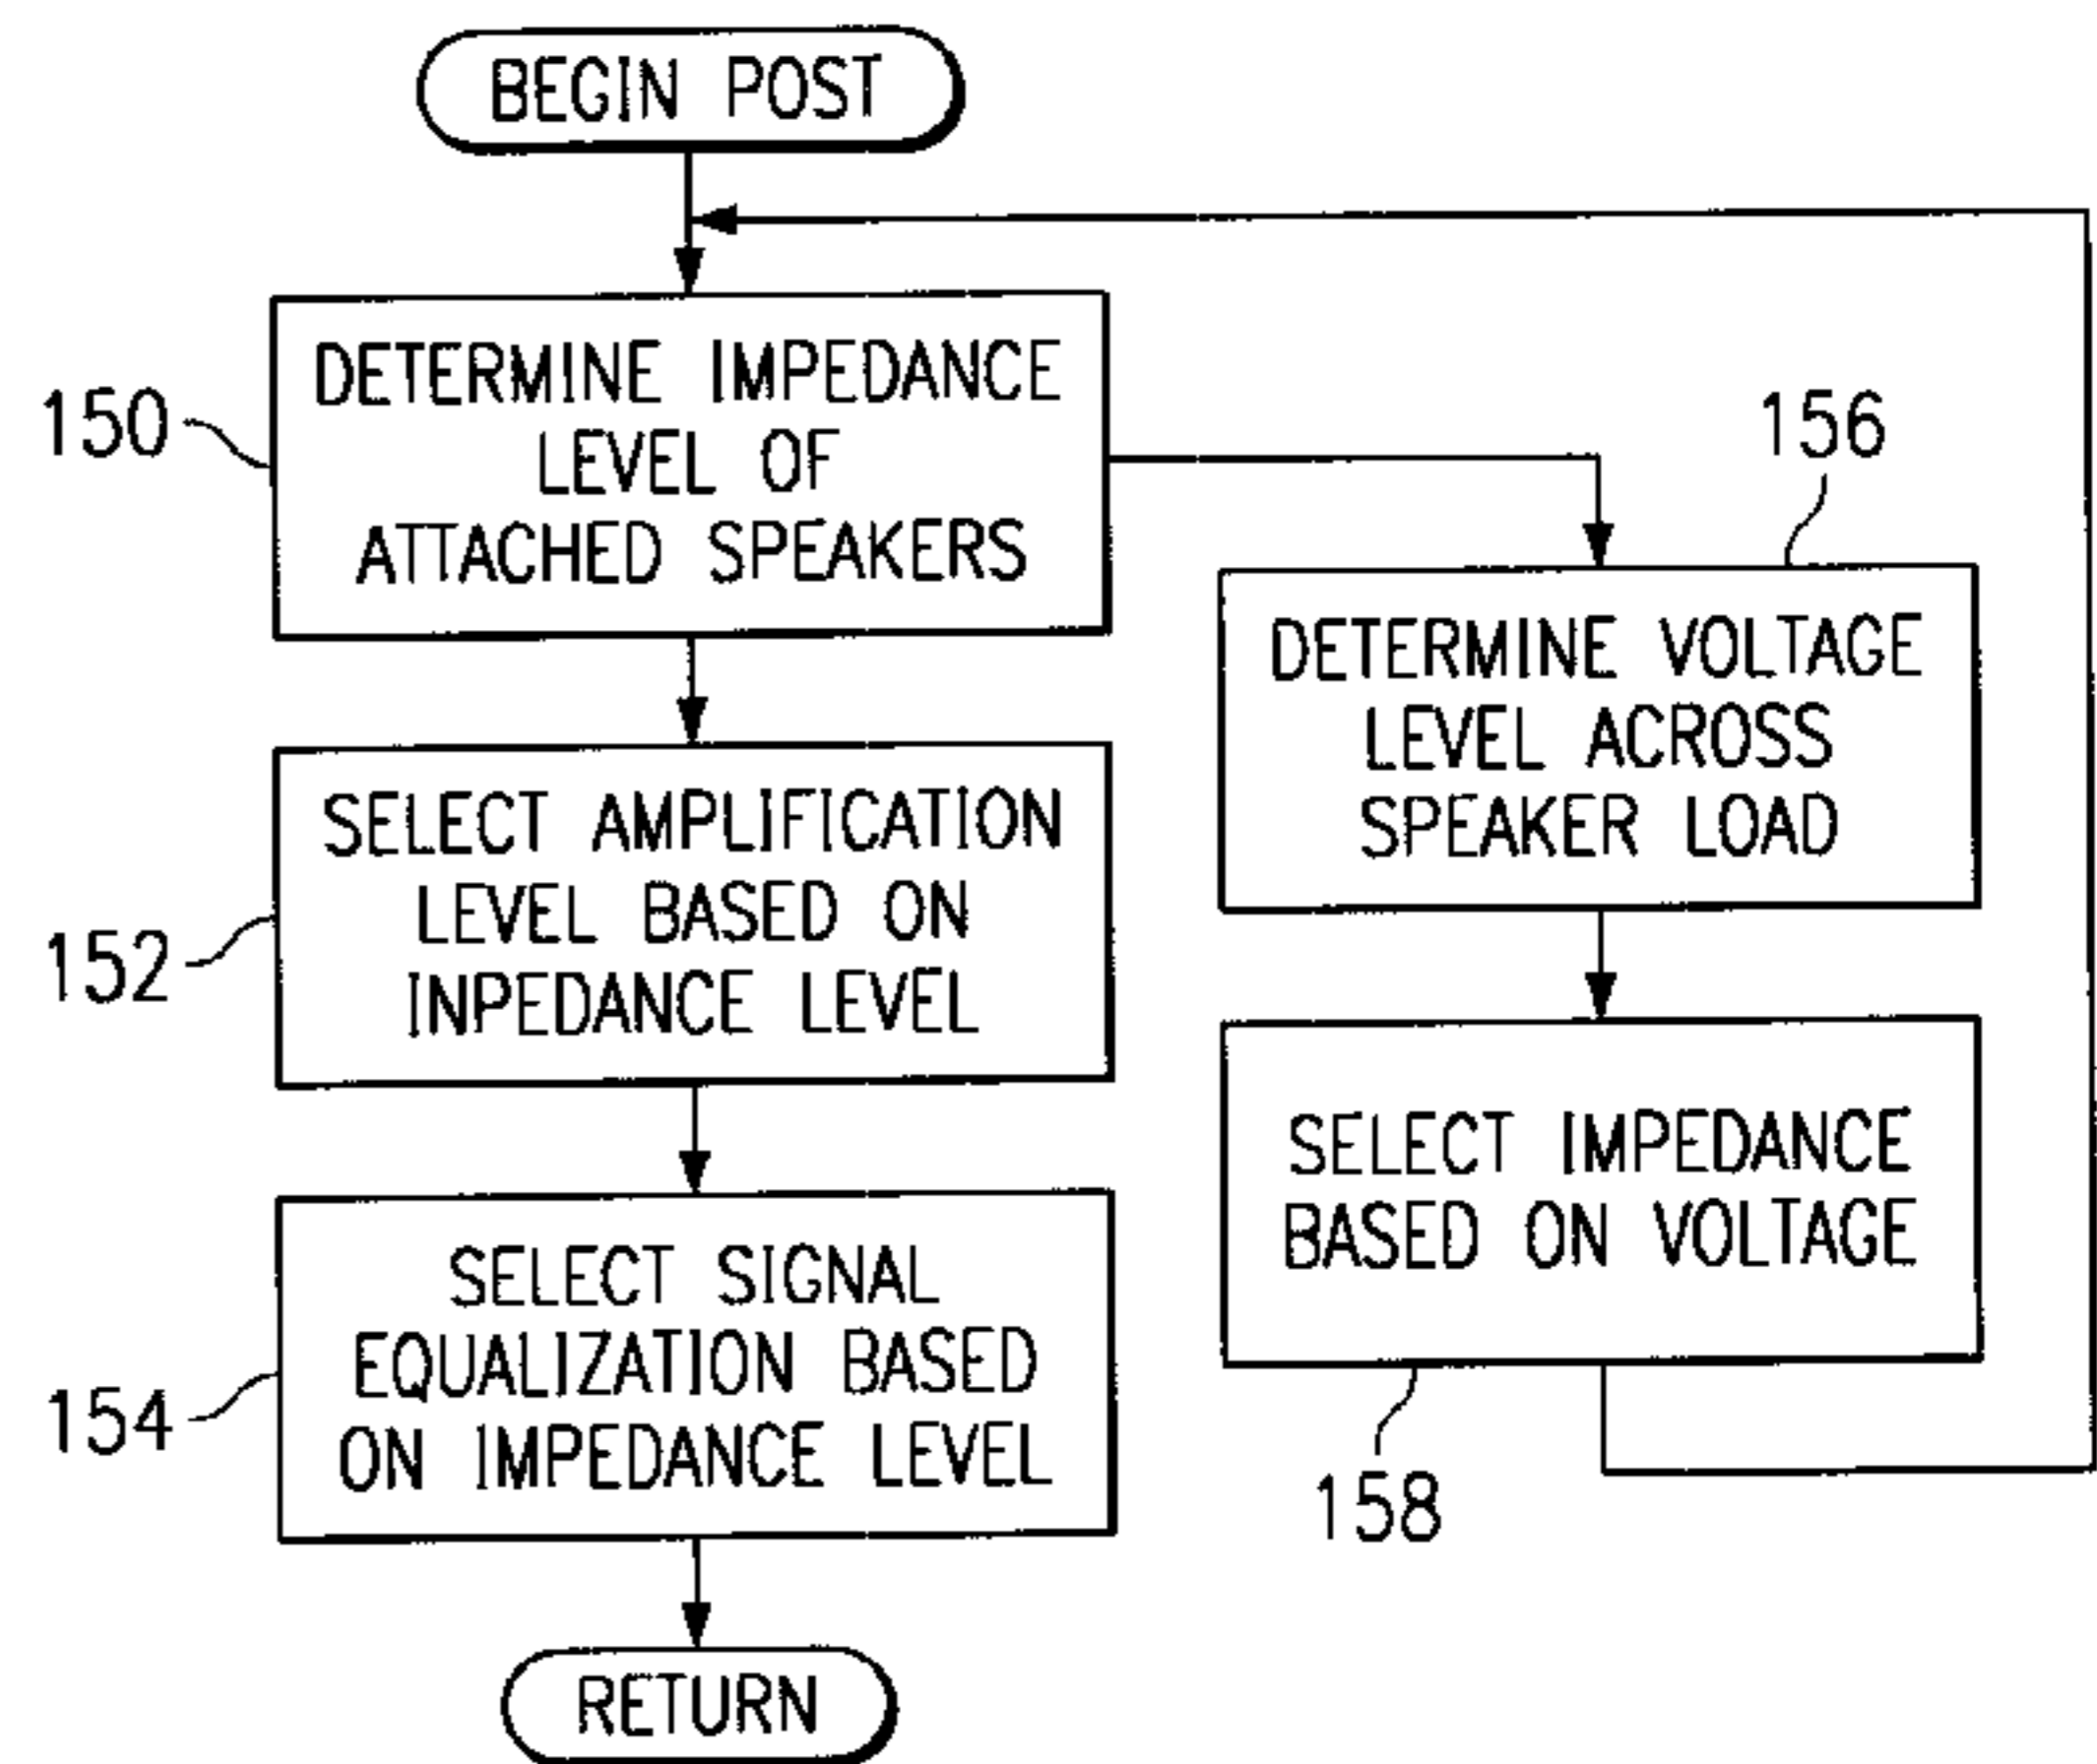 BEGIN POST
150
DETERMINE IMPEDANCE
LEVEL OF
ATTACHED SPEAKERS
152
SELECT AMPLIFICATION
LEVEL BASED ON
INPEDANCE LEVEL
154
SELECT SIGNAL
EQUALIZATION BASED
ON IMPEDANCE LEVEL
RETURN
156
DETERMINE VOLTAGE
LEVEL ACROSS
SPEAKER LOAD
SELECT IMPEDANCE
BASED ON VOLTAGE
158